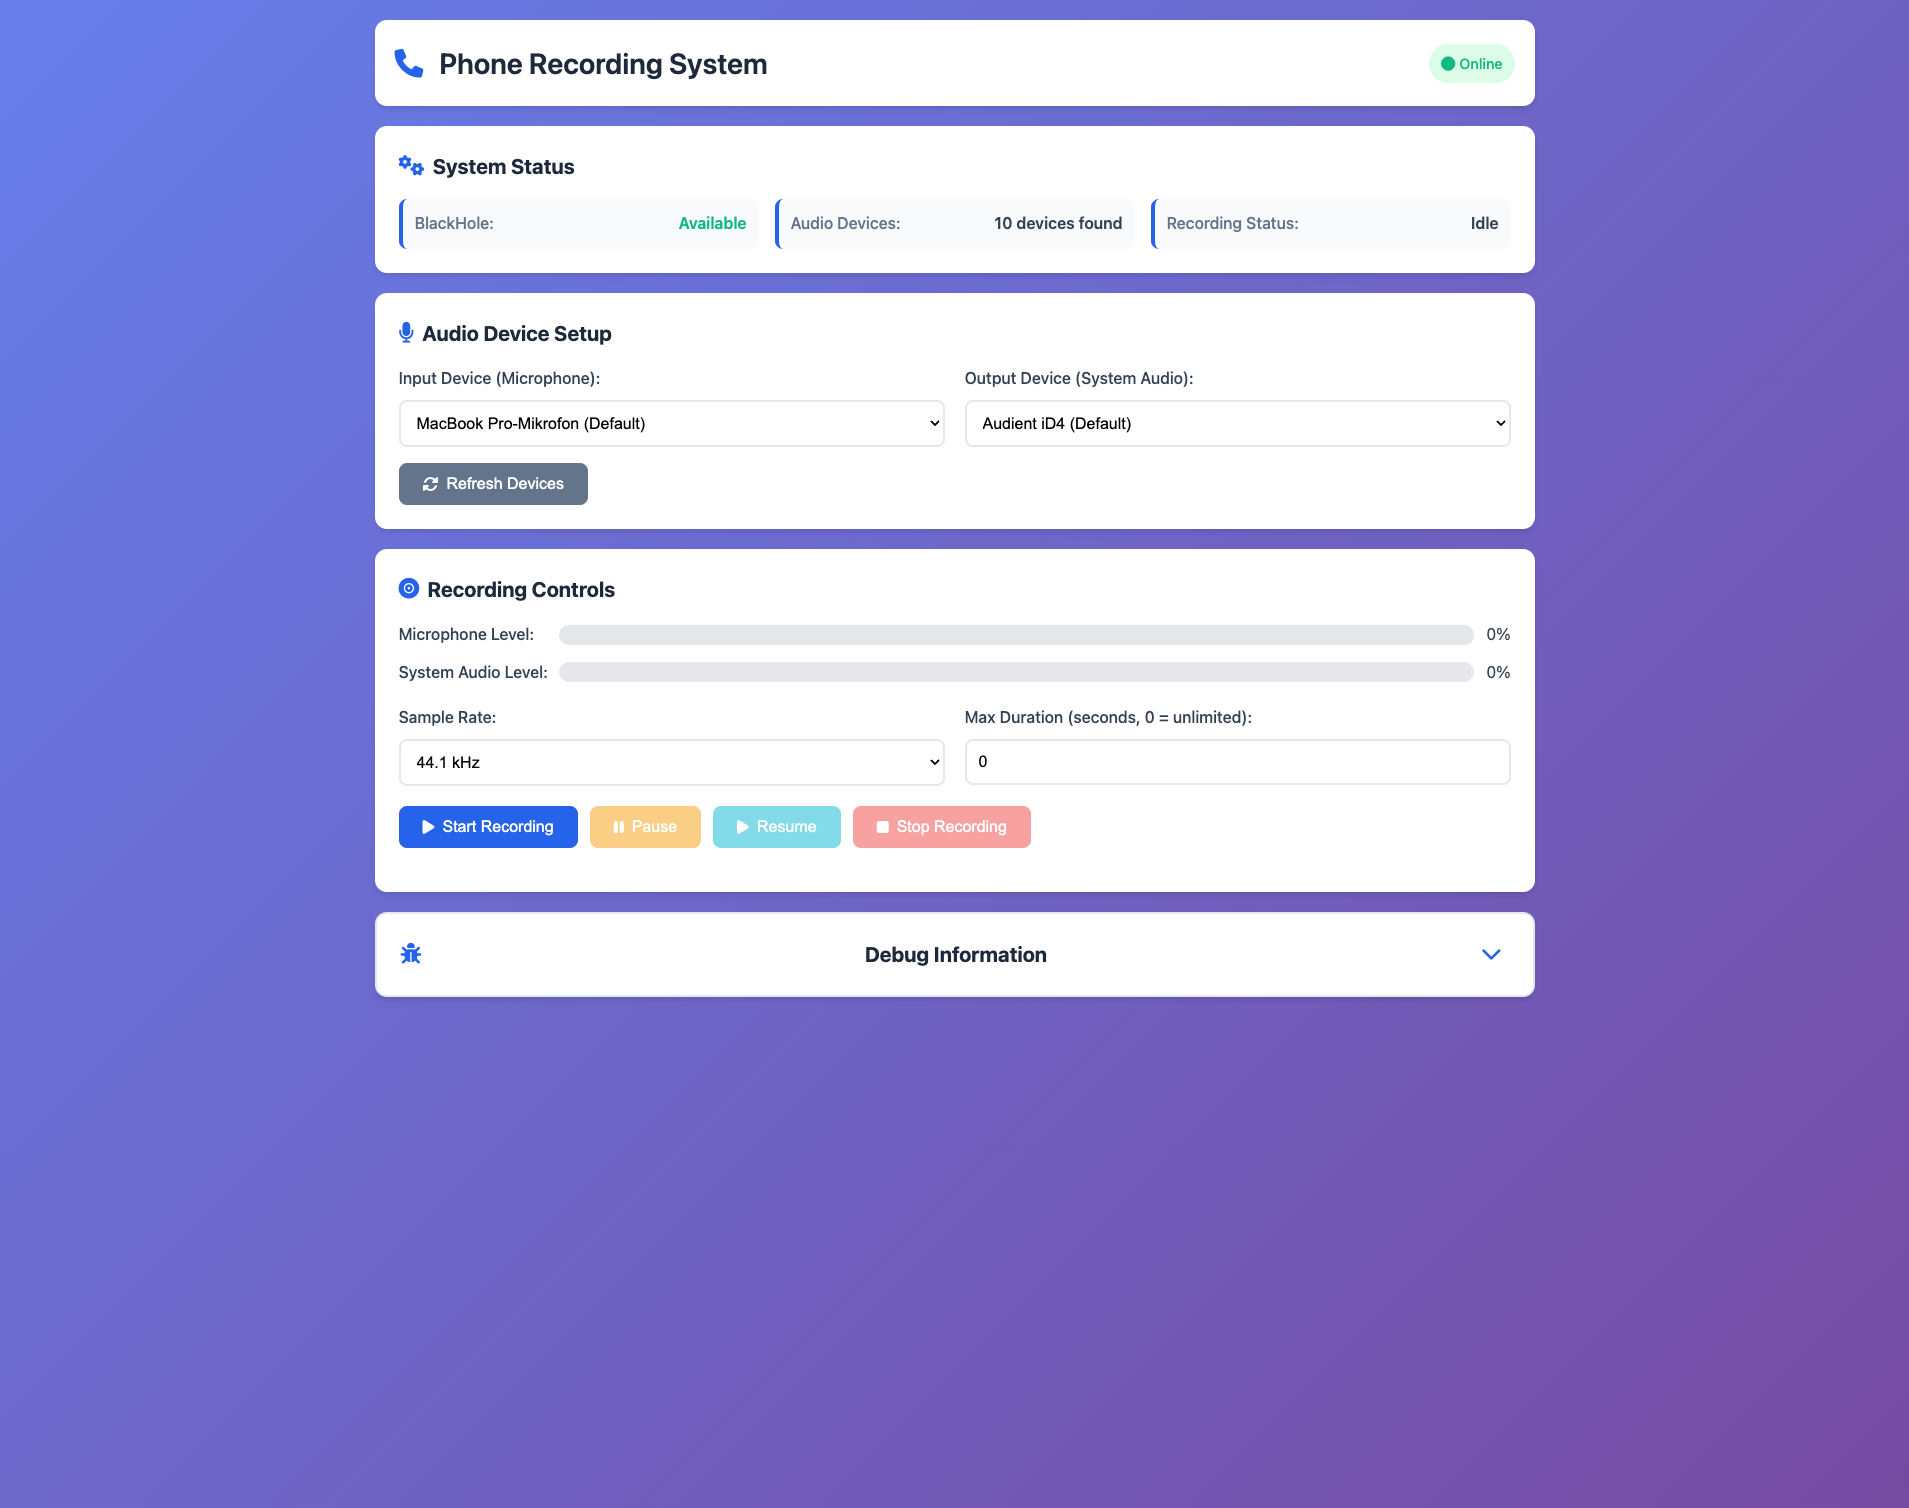 Phone Recording System
Online
System Status
BlackHole: Available
Audio Devices: 10 devices found
Recording Status: Idle
Audio Device Setup
Input Device (Microphone):
MacBook Pro-Mikrofon (Default)
Output Device (System Audio):
Audient iD4 (Default)
Refresh Devices
Recording Controls
Microphone Level: 0%
System Audio Level: 0%
Sample Rate:
44.1 kHz
Max Duration (seconds, 0 = unlimited):
0
Start Recording
Pause
Resume
Stop Recording
Debug Information